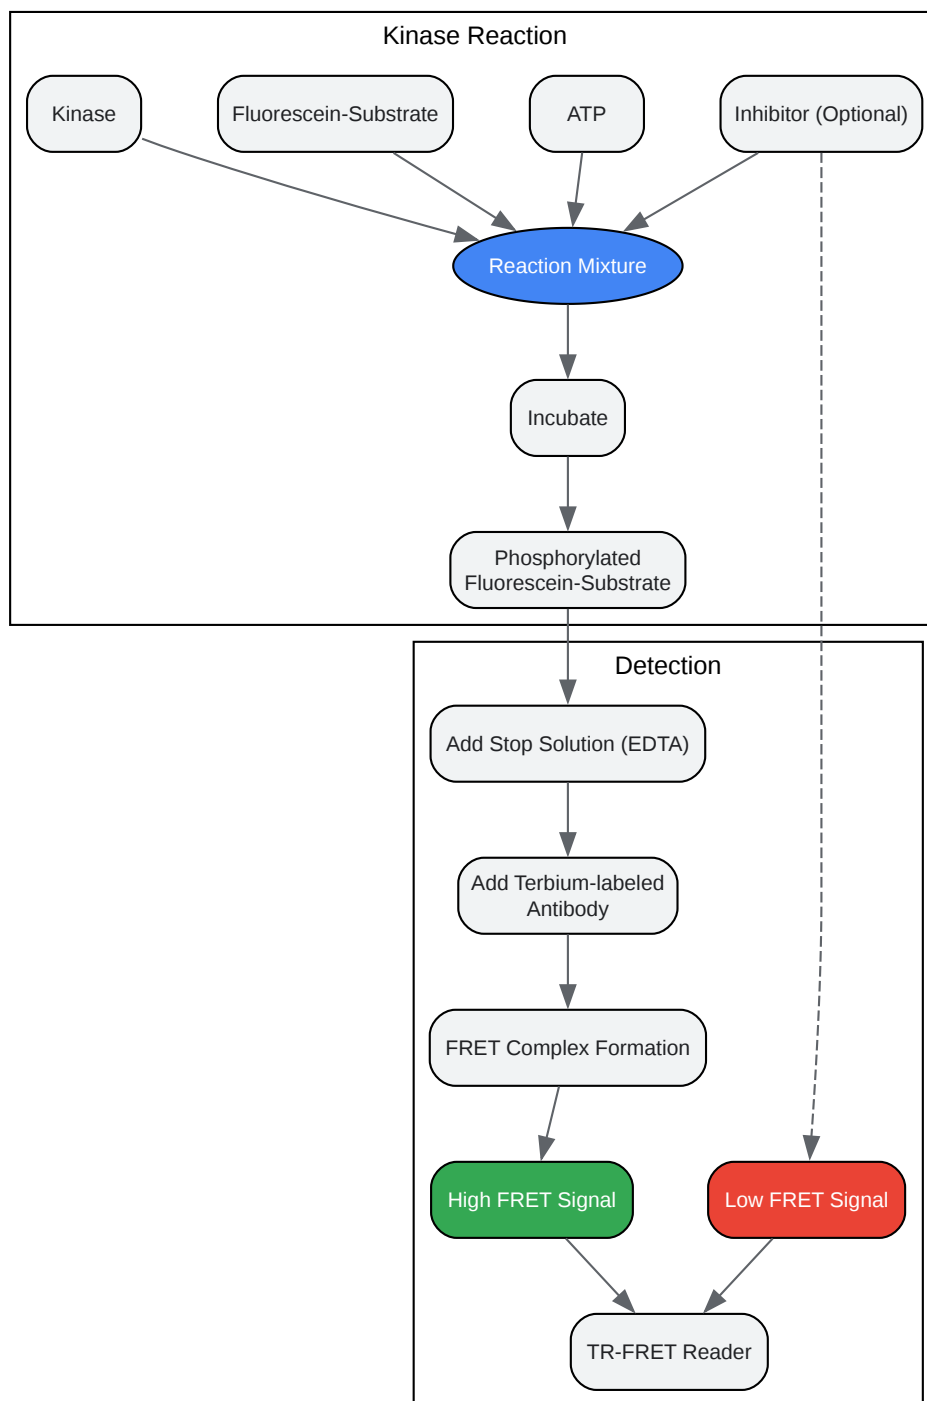 Kinase Reaction
Kinase
Fluorescein-Substrate
ATP
Inhibitor (Optional)
Reaction Mixture
Incubate
Phosphorylated
Fluorescein-Substrate
Detection
Add Stop Solution (EDTA)
Add Terbium-labeled
Antibody
FRET Complex Formation
High FRET Signal
Low FRET Signal
TR-FRET Reader